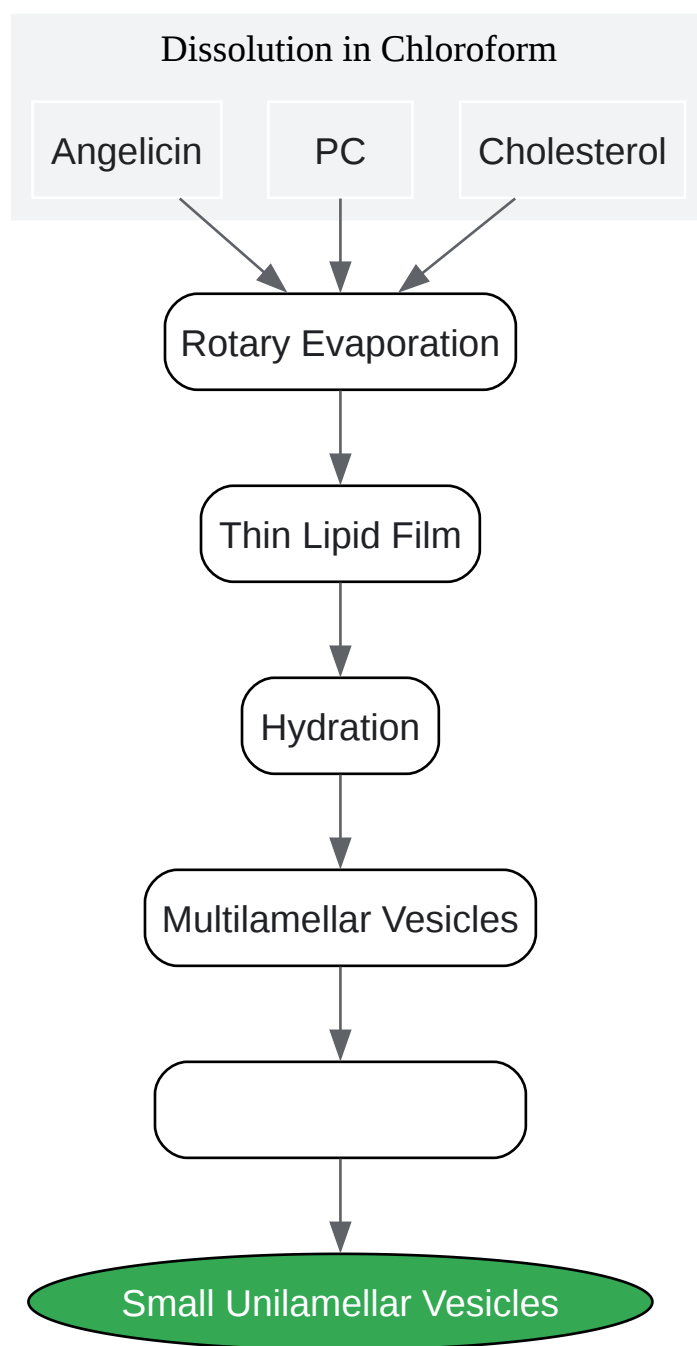 Dissolution in Chloroform
Angelicin
PC
Cholesterol
Rotary Evaporation
Thin Lipid Film
Hydration
Multilamellar Vesicles
Small Unilamellar Vesicles